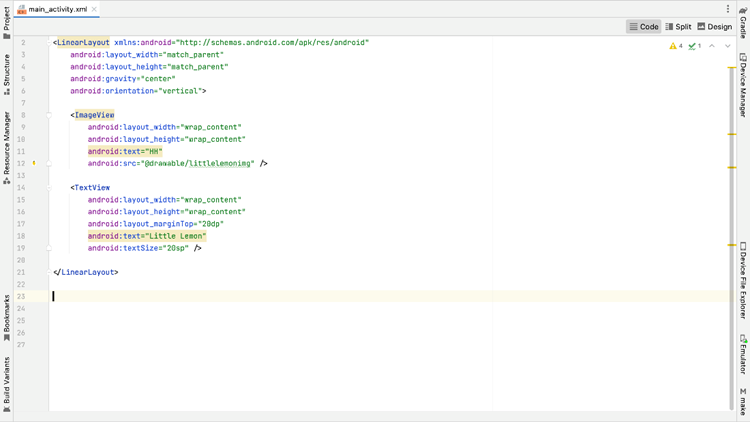 main_activity.xml
Code
Split
Design
4
1
2
<LinearLayout xmlns:android="http://schemas.android.com/apk/res/android"
3
android:layout_width="match_parent"
4
android:layout_height="match_parent"
5
android:gravity="center"
6
android:orientation="vertical">
7
8
<ImageView
9
android:layout_width="wrap_content"
10
android:layout_height="wrap_content"
11
android:text="HH"
12
android:src="@drawable/littlelemonimg" />
13
14
<TextView
15
android:layout_width="wrap_content"
16
android:layout_height="wrap_content"
17
android:layout_marginTop="20dp"
18
android:text="Little Lemon"
19
android:textSize="20sp" />
20
21
</LinearLayout>
22
23
24
25
26
27
Project
Structure
Resource Manager
Bookmarks
Build Variants
Gradle
Device Manager
Device File Explorer
Emulator
make